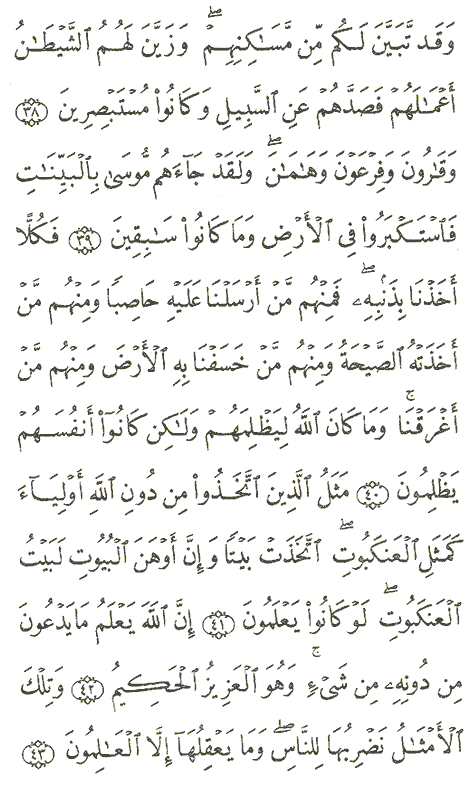 وَقَد تَّبَيَّنَ لَكُم مِّن مَّسَٰكِنِهِمْ ۖ وَزَيَّنَ لَهُمُ ٱلشَّيْطَٰنُ
أَعْمَٰلَهُمْ فَصَدَّهُمْ عَنِ ٱلسَّبِيلِ وَكَانُوا۟ مُسْتَبْصِرِينَ ٣٨
وَقَٰرُونَ وَفِرْعَوْنَ وَهَٰمَٰنَ ۖ وَلَقَدْ جَآءَهُم مُّوسَىٰ بِٱلْبَيِّنَٰتِ
فَٱسْتَكْبَرُوا۟ فِى ٱلْأَرْضِ وَمَا كَانُوا۟ سَٰبِقِينَ ٣٩ فَكُلًّا
أَخَذْنَا بِذَنۢبِهِۦ ۖ فَمِنْهُم مَّنْ أَرْسَلْنَا عَلَيْهِ حَاصِبًا وَمِنْهُم مَّنْ
أَخَذَتْهُ ٱلصَّيْحَةُ وَمِنْهُم مَّنْ خَسَفْنَا بِهِ ٱلْأَرْضَ وَمِنْهُم مَّنْ
أَغْرَقْنَا ۚ وَمَا كَانَ ٱللَّهُ لِيَظْلِمَهُمْ وَلَٰكِن كَانُوٓا۟ أَنفُسَهُمْ
يَظْلِمُونَ ٤٠ مَثَلُ ٱلَّذِينَ ٱتَّخَذُوا۟ مِن دُونِ ٱللَّهِ أَوْلِيَآءَ
كَمَثَلِ ٱلْعَنكَبُوتِ ۖ ٱتَّخَذَتْ بَيْتًا وَإِنَّ أَوْهَنَ ٱلْبُيُوتِ لَبَيْتُ
ٱلْعَنكَبُوتِ ۖ لَوْ كَانُوا۟ يَعْلَمُونَ ٤١ إِنَّ ٱللَّهَ يَعْلَمُ مَا يَدْعُونَ
مِن دُونِهِۦ مِن شَىْءٍ ۚ وَهُوَ ٱلْعَزِيزُ ٱلْحَكِيمُ ٤٢ وَتِلْكَ
ٱلْأَمْثَٰلُ نَضْرِبُهَا لِلنَّاسِ ۖ وَمَا يَعْقِلُهَآ إِلَّا ٱلْعَٰلِمُونَ ٤٣